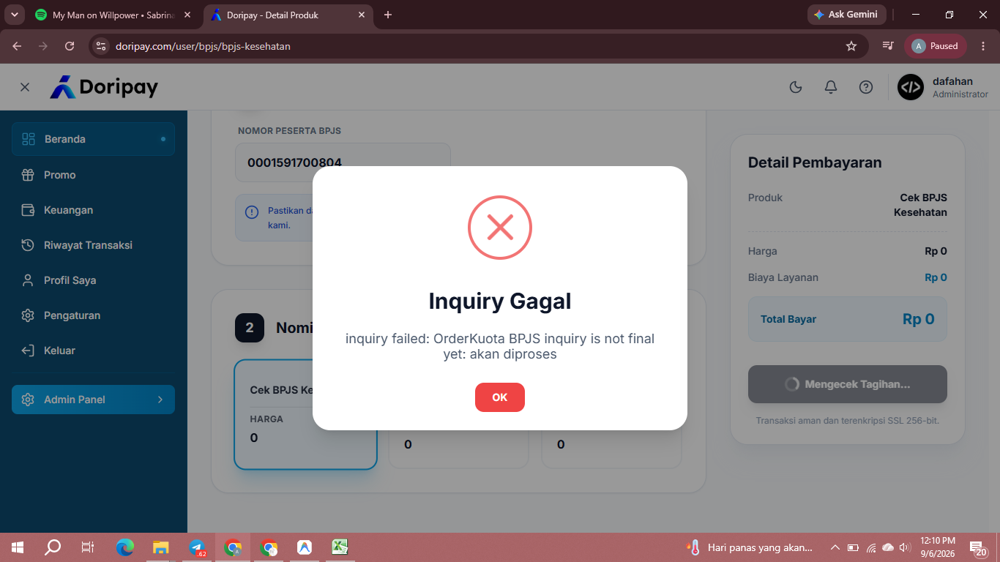 My Man on Willpower • Sabrina
Doripay - Detail Produk
Ask Gemini
doripay.com/user/bpjs/bpjs-kesehatan
A
Paused
Doripay
dafahan
Administrator
Beranda
Promo
Keuangan
Riwayat Transaksi
Profil Saya
Pengaturan
Keluar
Admin Panel
NOMOR PESERTA BPJS
0001591700804
Pastikan da
kami.
2
Nomi
Cek BPJS Ke
HARGA
0
0
0
Inquiry Gagal
inquiry failed: OrderKuota BPJS inquiry is not final
yet: akan diproses
OK
Detail Pembayaran
Produk
Cek BPJS
Kesehatan
Harga
Rp 0
Biaya Layanan
Rp 0
Total Bayar
Rp 0
Mengecek Tagihan...
Transaksi aman dan terenkripsi SSL 256-bit.
.62
Hari panas yang akan...
12:10 PM
9/6/2026
20